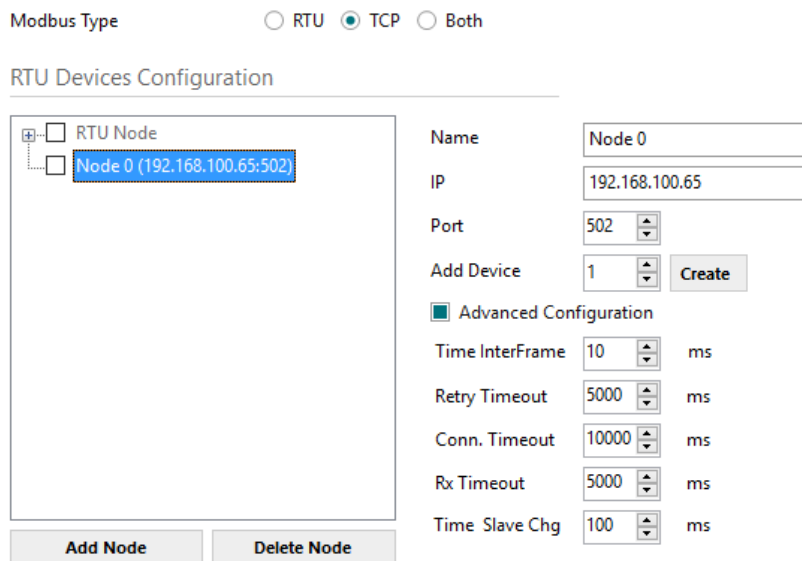 Modbus Type RTU TCP Both
RTU Devices Configuration
RTU Node
Node 0 (192.168.100.65:502)
Name Node 0
IP 192.168.100.65
Port 502
Add Device 1 Create
Advanced Configuration
Time InterFrame 10 ms
Retry Timeout 5000 ms
Conn. Timeout 10000 ms
Rx Timeout 5000 ms
Time Slave Chg 100 ms
Add Node Delete Node